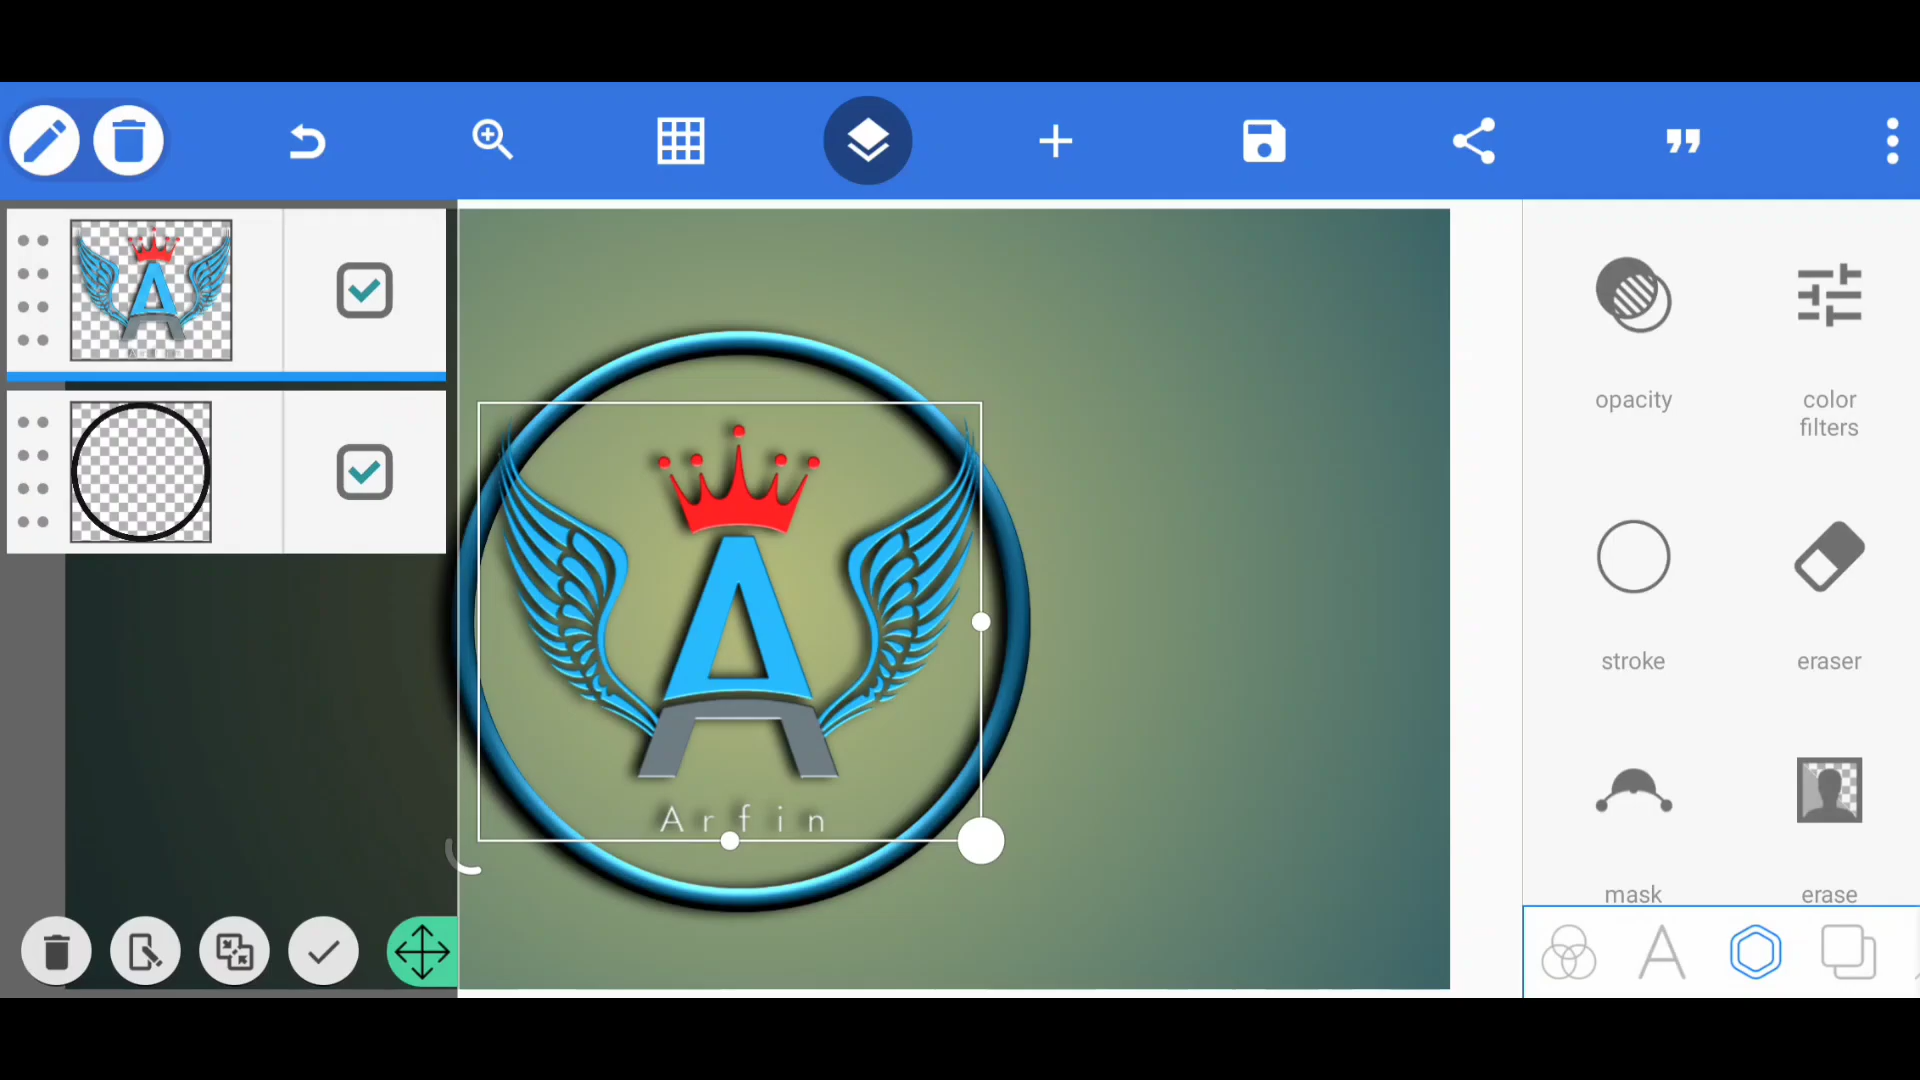 opacity
color
filters
stroke
eraser
mask
erase
A
Arfin